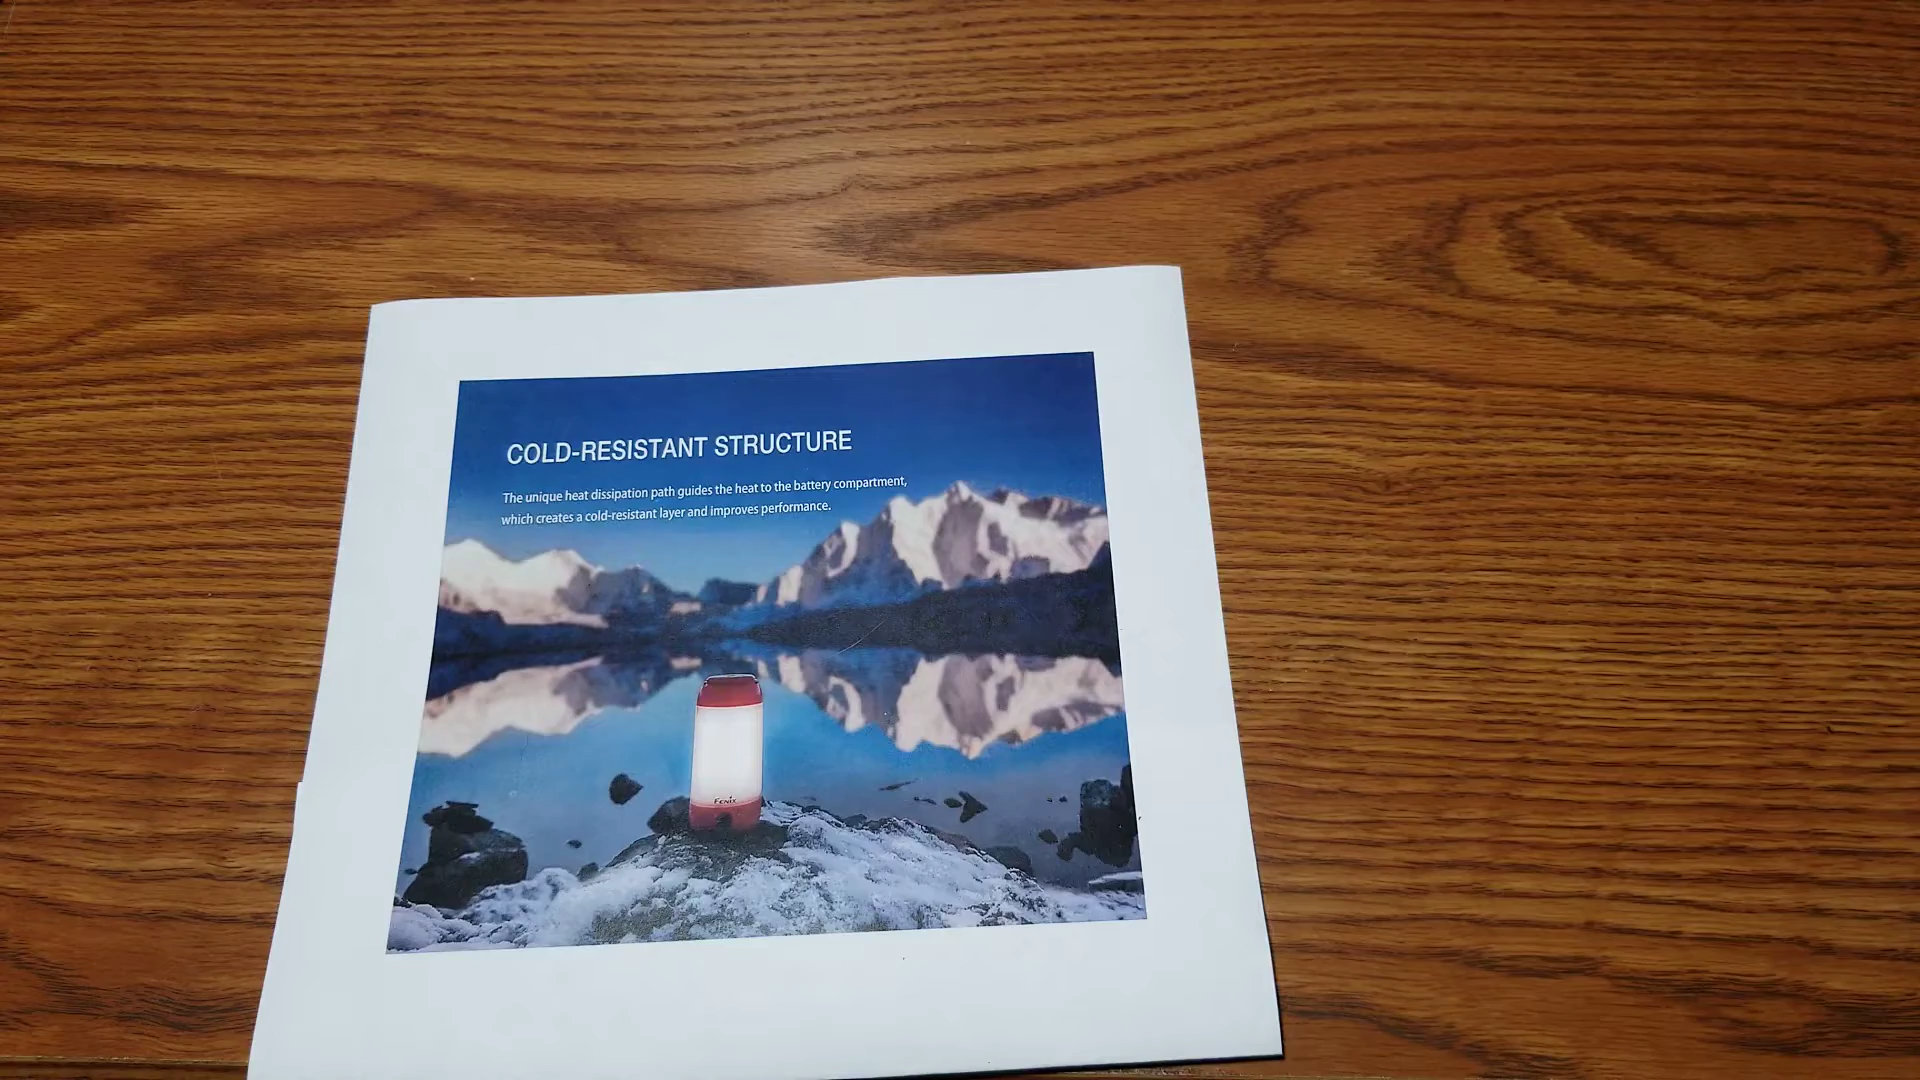 COLD-RESISTANT STRUCTURE
The unique heat dissipation path guides the heat to the battery compartment,
which creates a cold-resistant layer and improves performance.
FENIX